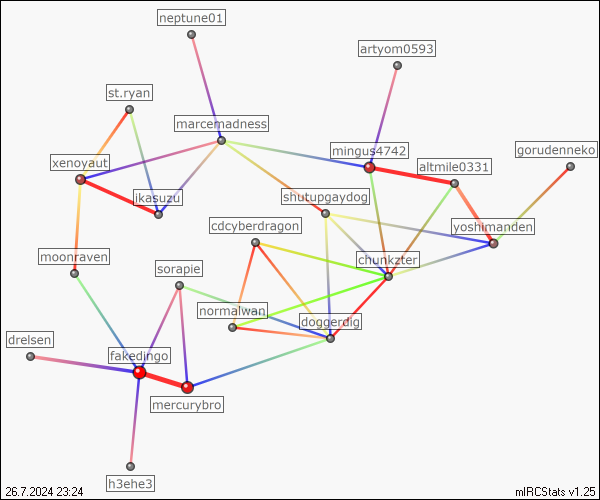 neptune01
artyom0593
st.ryan
marcemadness
mingus4742
gorudenneko
xenoyaut
altmile0331
ikasuzu
shutupgaydog
cdcyberdragon
yoshimanden
moonraven
chunkzter
sorapie
normalwan
doggerdig
drelsen
fakedingo
mercurybro
h3ehe3
26.7.2024 23:24
mIRCStats v1.25